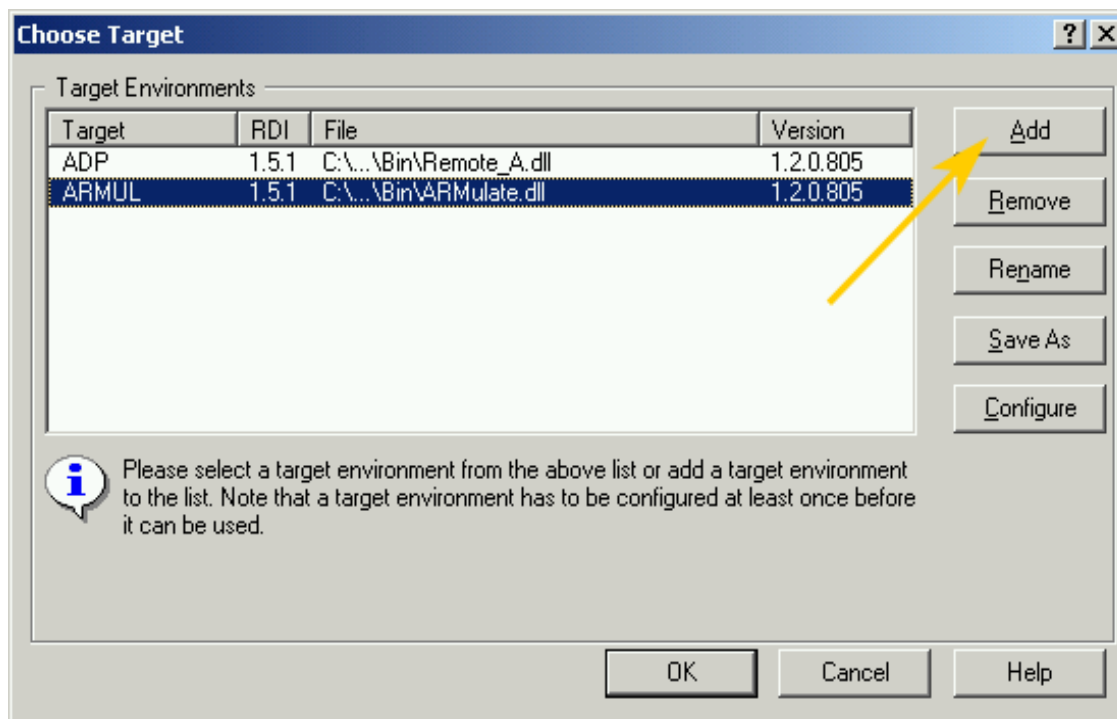 Choose Target
Target Environments
Target RDI File Version
ADP 1.5.1 C:\...\Bin\Remote_A.dll 1.2.0.805
ARMUL 1.5.1 C:\...\Bin\ARMulate.dll 1.2.0.805
Add
Remove
Rename
Save As
Configure
Please select a target environment from the above list or add a target environment
to the list. Note that a target environment has to be configured at least once before
it can be used.
OK Cancel Help